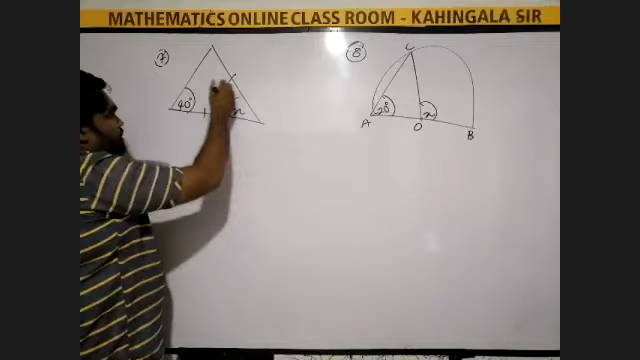 MATHEMATICS ONLINE CLASS ROOM - KAHINGALA SIR
7
40°
x
8
C
20°
x
A
O
B